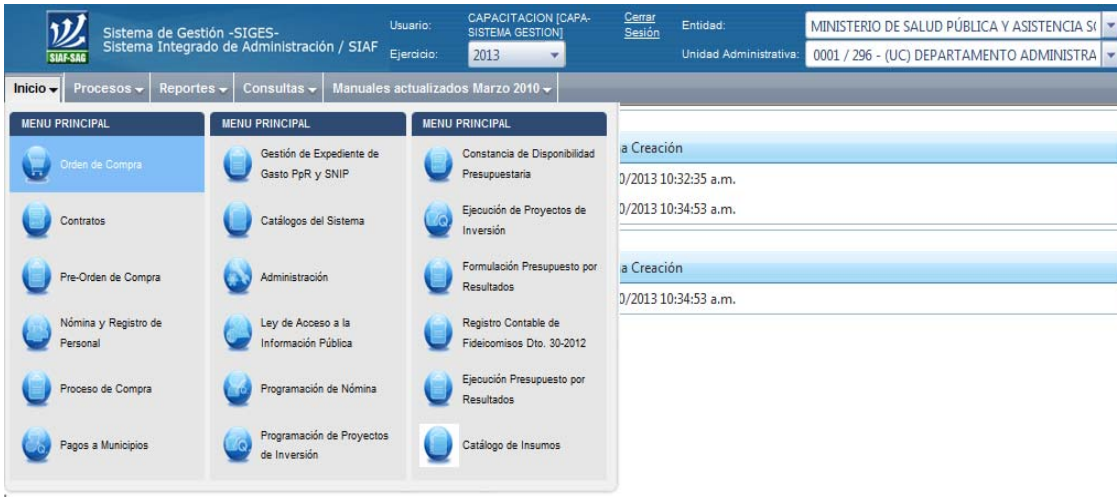 SIAF-SAG
Sistema de Gestión -SIGES-
Sistema Integrado de Administración / SIAF
Usuario:
CAPACITACION [CAPA-
SISTEMA GESTION]
Cerrar
Sesión
Ejercicio:
2013
Entidad:
MINISTERIO DE SALUD PÚBLICA Y ASISTENCIA SO
Unidad Administrativa:
0001 / 296 - (UC) DEPARTAMENTO ADMINISTRA
Inicio Procesos Reportes Consultas Manuales actualizados Marzo 2010
MENU PRINCIPAL
Orden de Compra
Contratos
Pre-Orden de Compra
Nómina y Registro de
Personal
Proceso de Compra
Pagos a Municipios
MENU PRINCIPAL
Gestión de Expediente de
Gasto PpR y SNIP
Catálogos del Sistema
Administración
Ley de Acceso a la
Información Pública
Programación de Nómina
Programación de Proyectos
de Inversión
MENU PRINCIPAL
Constancia de Disponibilidad
Presupuestaria
Ejecución de Proyectos de
Inversión
Formulación Presupuesto por
Resultados
Registro Contable de
Fideicomisos Dto. 30-2012
Ejecución Presupuesto por
Resultados
Catálogo de Insumos
a Creación
0/2013 10:32:35 a.m.
0/2013 10:34:53 a.m.
a Creación
0/2013 10:34:53 a.m.